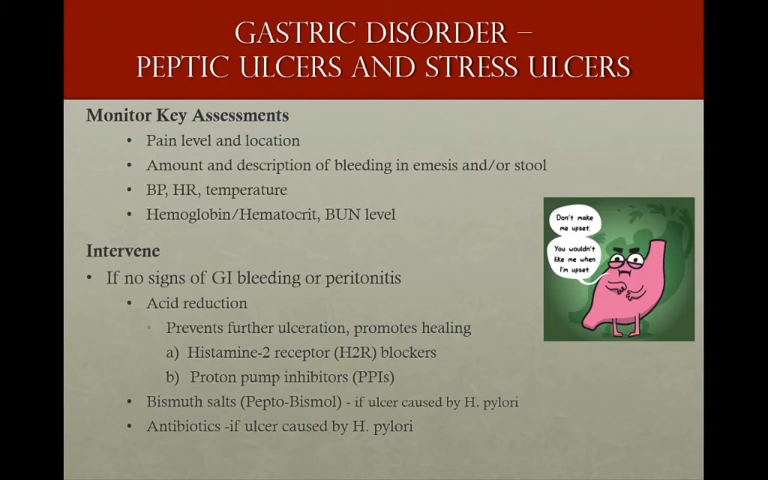 GASTRIC DISORDER –
PEPTIC ULCERS AND STRESS ULCERS
Monitor Key Assessments
• Pain level and location
• Amount and description of bleeding in emesis and/or stool
• BP, HR, temperature
• Hemoglobin/Hematocrit, BUN level
Don't make
me upset.
You wouldn't
like me when
I'm upset.
Intervene
• If no signs of GI bleeding or peritonitis
• Acid reduction
• Prevents further ulceration, promotes healing
a) Histamine-2 receptor (H2R) blockers
b) Proton pump inhibitors (PPIs)
• Bismuth salts (Pepto-Bismol) - if ulcer caused by H. pylori
• Antibiotics -if ulcer caused by H. pylori